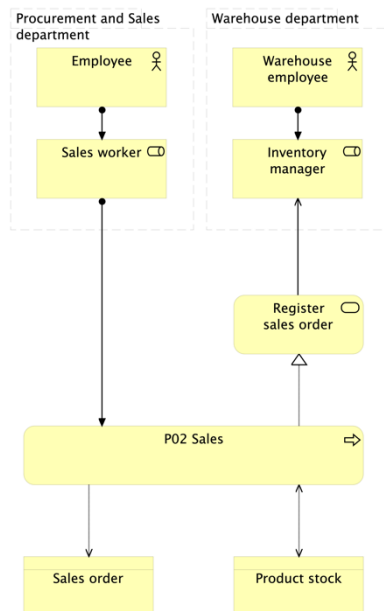 Procurement and Sales
department
Warehouse department
Employee
Warehouse
employee
Sales worker
Inventory
manager
Register
sales order
P02 Sales
Sales order
Product stock